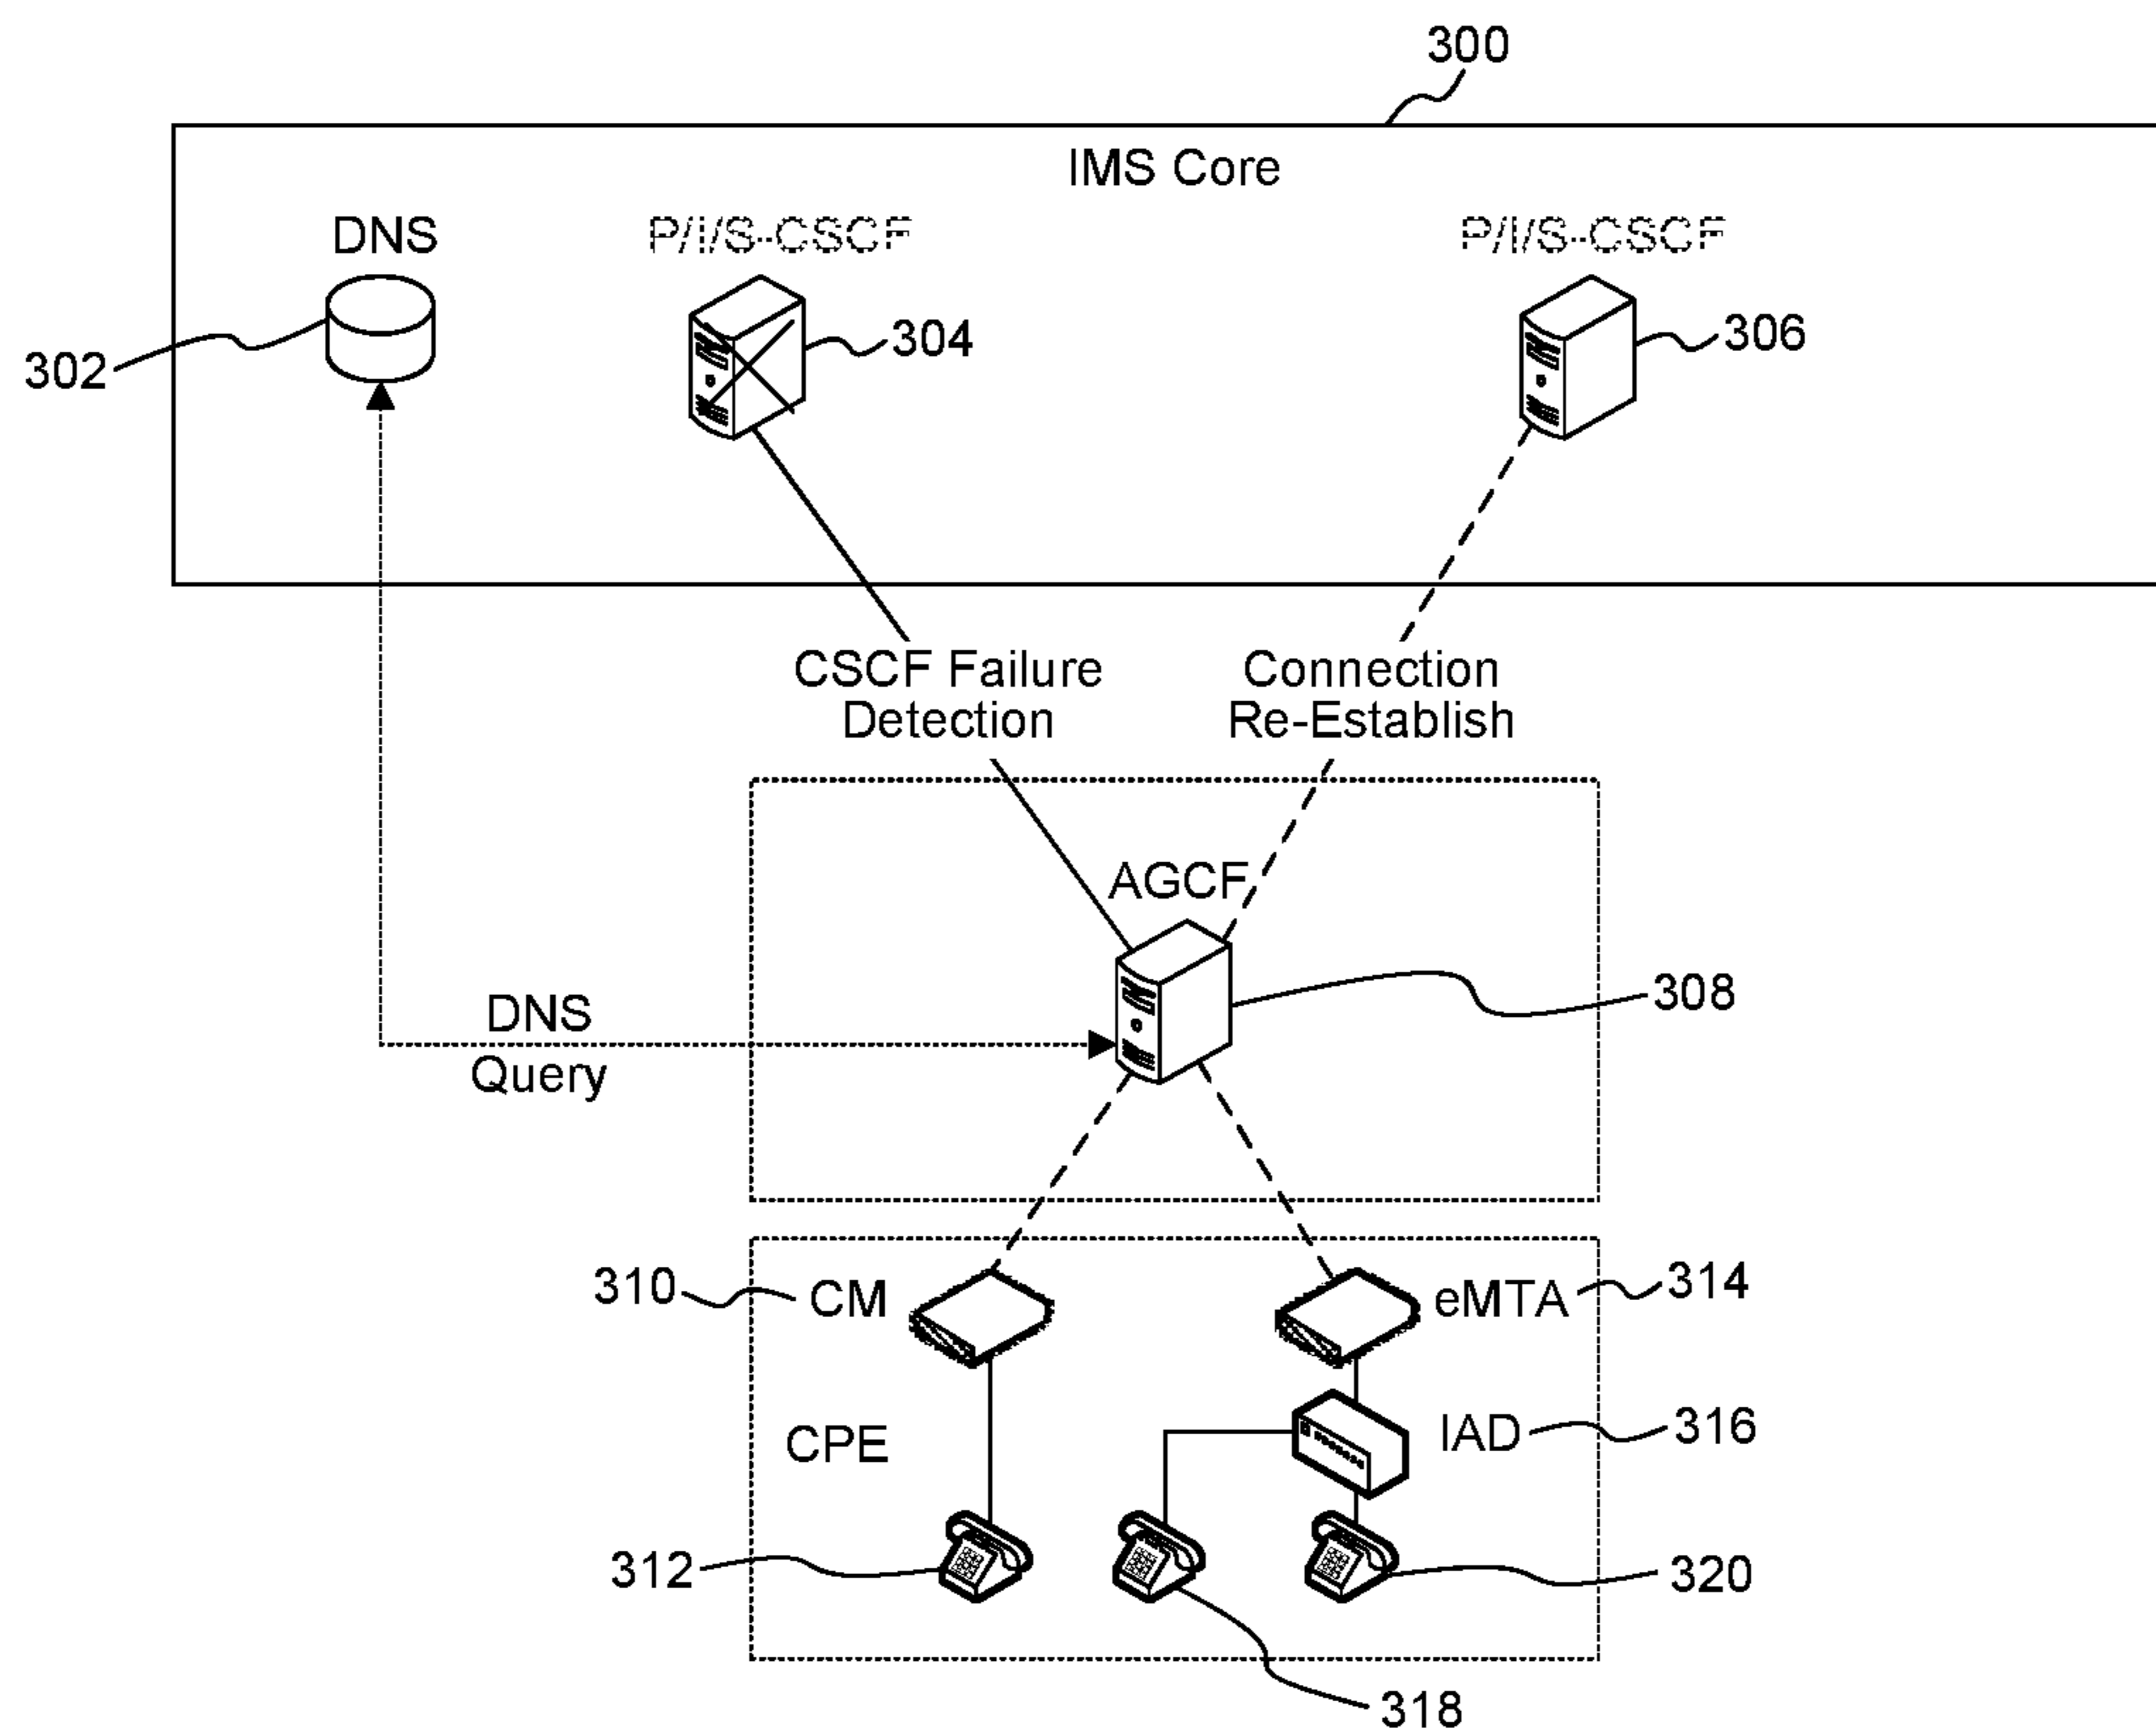 300
IMS Core
DNS
P/I/S-CSCF
P/I/S-CSCF
302
304
306
CSCF Failure
Detection
Connection
Re-Establish
AGCF
308
DNS
Query
310
CM
eMTA
314
CPE
IAD
316
312
320
318